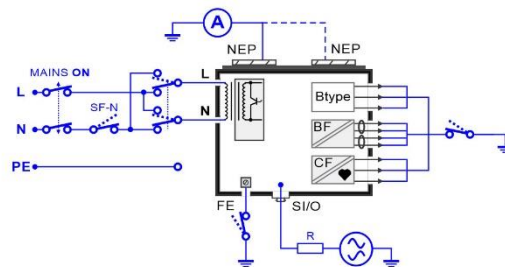 A
NEP NEP
MAINS ON
L
L
SF-N
N
N
Btype
BF
PE
CF
FE SI/O
R